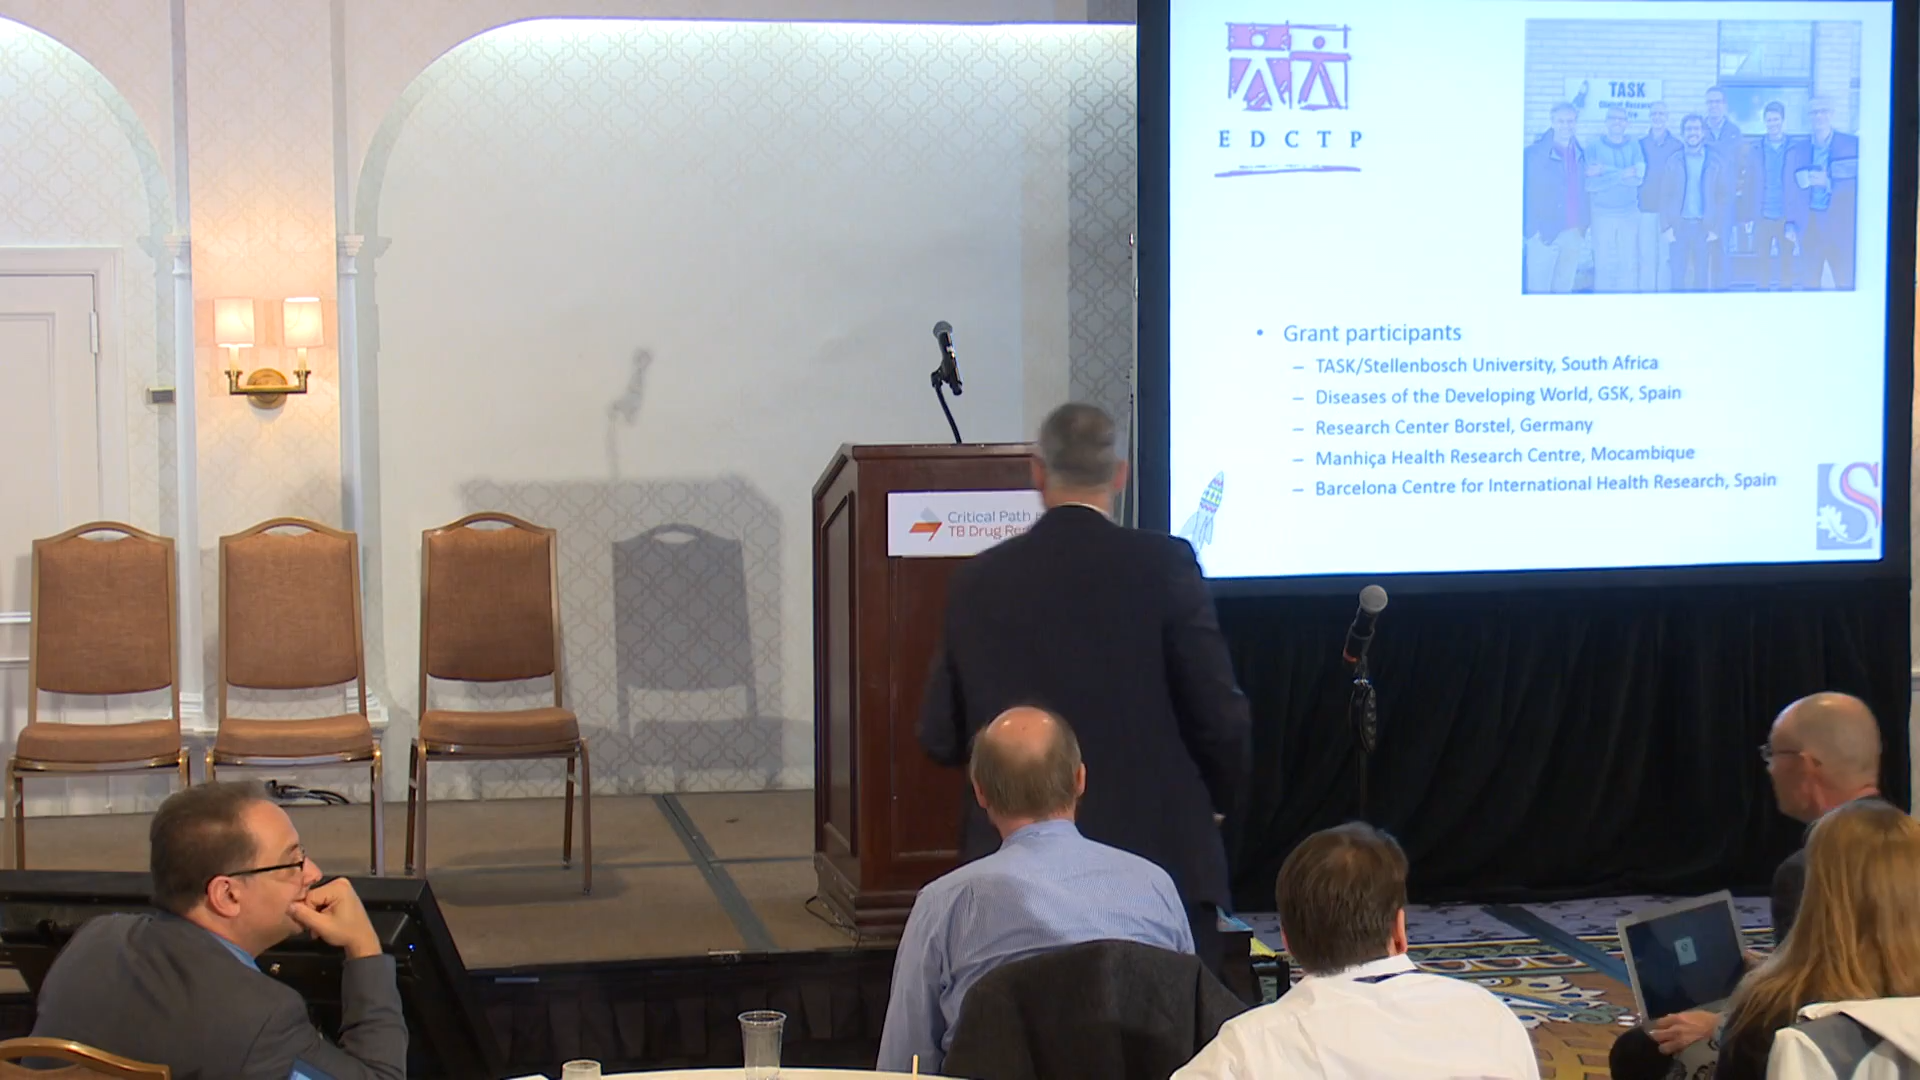 EDCTP
TASK
• Grant participants
– TASK/Stellenbosch University, South Africa
– Diseases of the Developing World, GSK, Spain
– Research Center Borstel, Germany
– Manhiça Health Research Centre, Mocambique
– Barcelona Centre for International Health Research, Spain
S
Critical Path
TB Drug